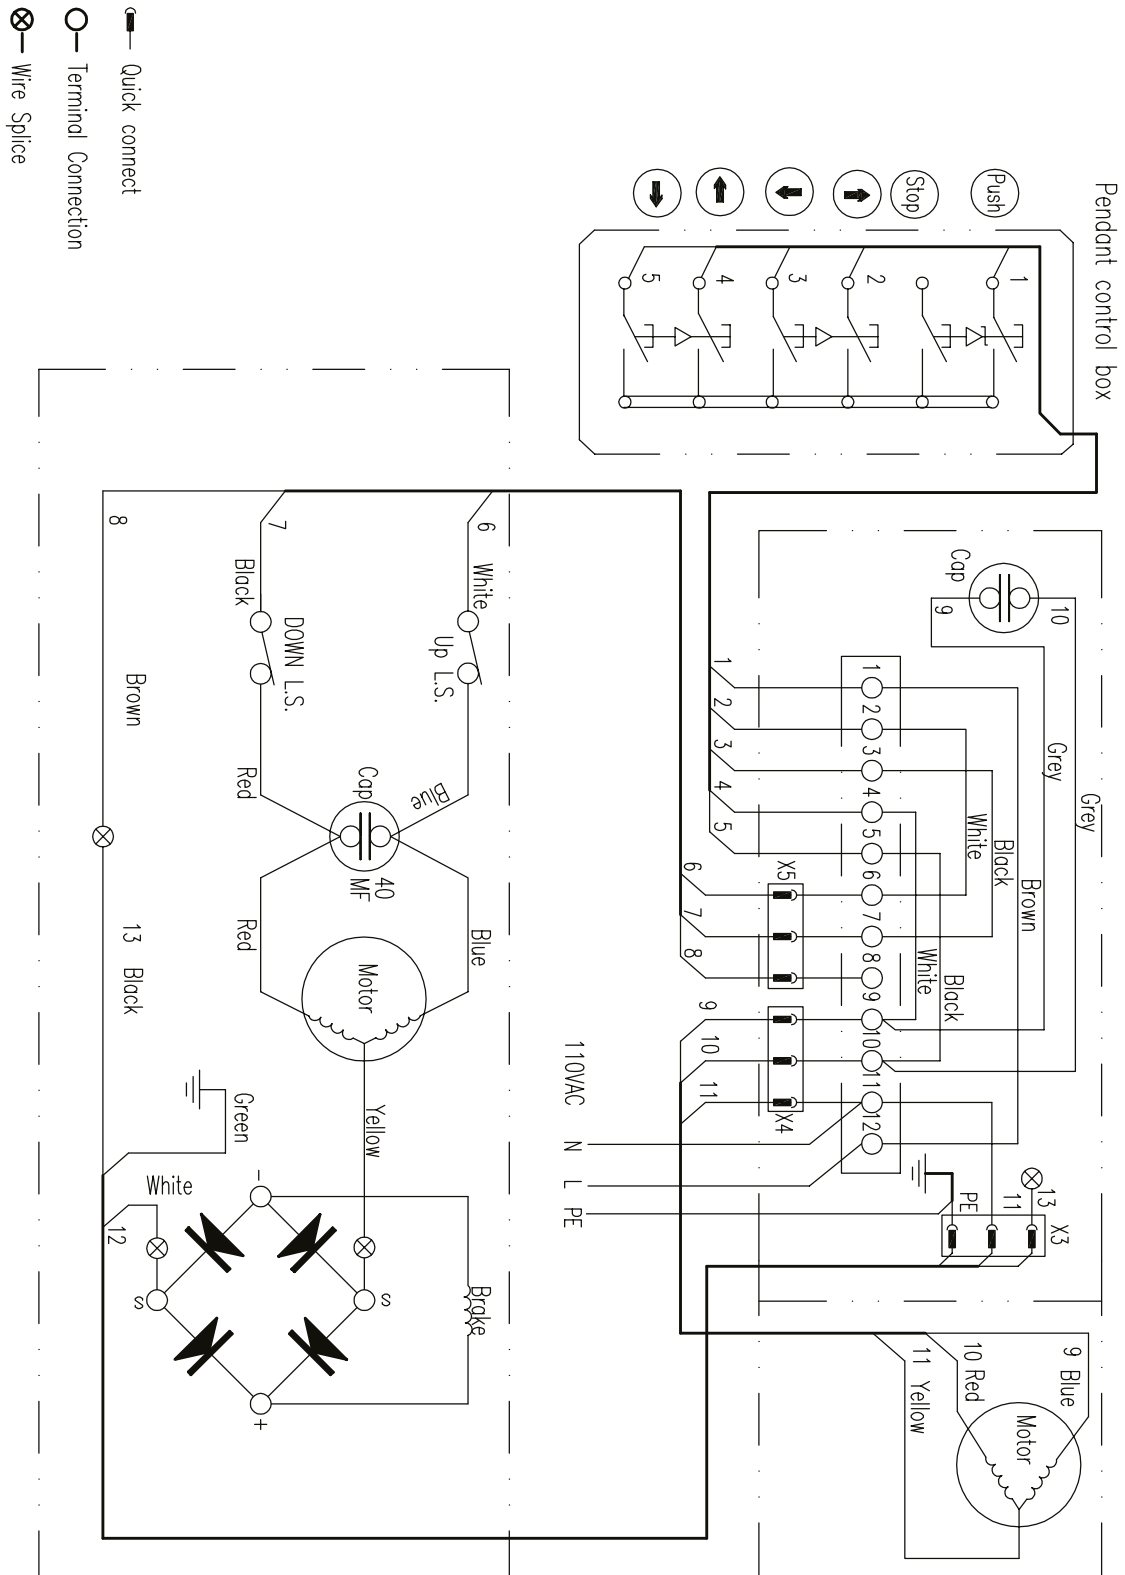 Pendant control box
Push
Stop
1
2
3
4
5
Cap
9
10
Grey
Grey
1
2
3
4
5
1
2
3
4
5
6
7
8
9
10
11
12
White
Black
Brown
White
Black
X5
6
7
8
X4
9
10
11
110VAC
N
L
PE
PE
11
13
X3
9 Blue
10 Red
11 Yellow
Motor
6
White
Up L.S.
7
Black
DOWN L.S.
8
Brown
Blue
Red
Cap
40
MF
Blue
Red
Motor
Yellow
13 Black
Green
White
12
-
S
S
+
Brake
Quick connect
Terminal Connection
Wire Splice